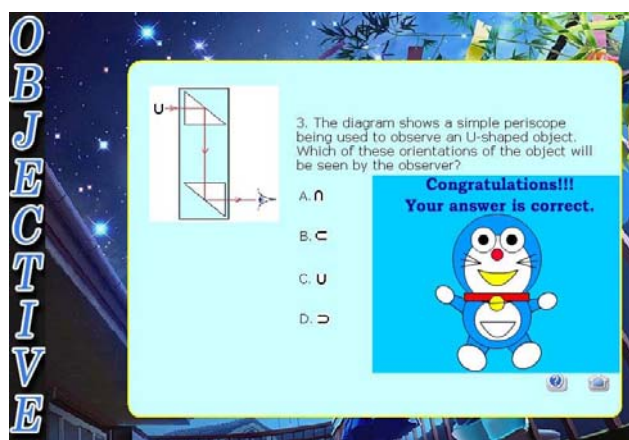 OBJECTIVE
U
3. The diagram shows a simple periscope
being used to observe an U-shaped object.
Which of these orientations of the object will
be seen by the observer?
A. ∩
B. ⊂
C. U
D. ⊃
Congratulations!!!
Your answer is correct.
?